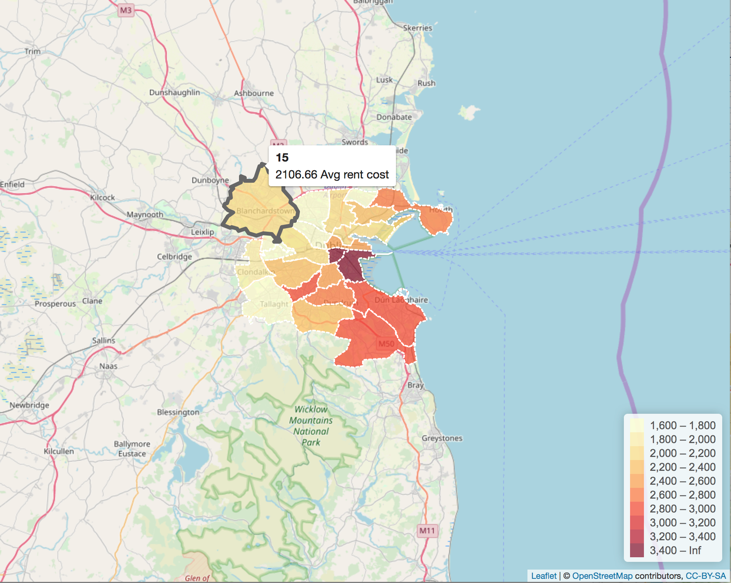 Balbriggan
M3
Skerries
Trim
Lusk
Rush
Dunshaughlin
Ashbourne
Donabate
Swords
15
2106.66 Avg rent cost
Dunboyne
Enfield
Kilcock
Blanchardstown
Maynooth
Leixlip
Celbridge
Clondalkin
Prosperous
Clane
Tallaght
Dún Laoghaire
Sallins
M50
Naas
Bray
Newbridge
Blessington
Wicklow
Mountains
National
Park
Greystones
Ballymore
Eustace
Kilcullen
M11
Glen of
1,600 – 1,800
1,800 – 2,000
2,000 – 2,200
2,200 – 2,400
2,400 – 2,600
2,600 – 2,800
2,800 – 3,000
3,000 – 3,200
3,200 – 3,400
3,400 – Inf
Leaflet | © OpenStreetMap contributors, CC-BY-SA